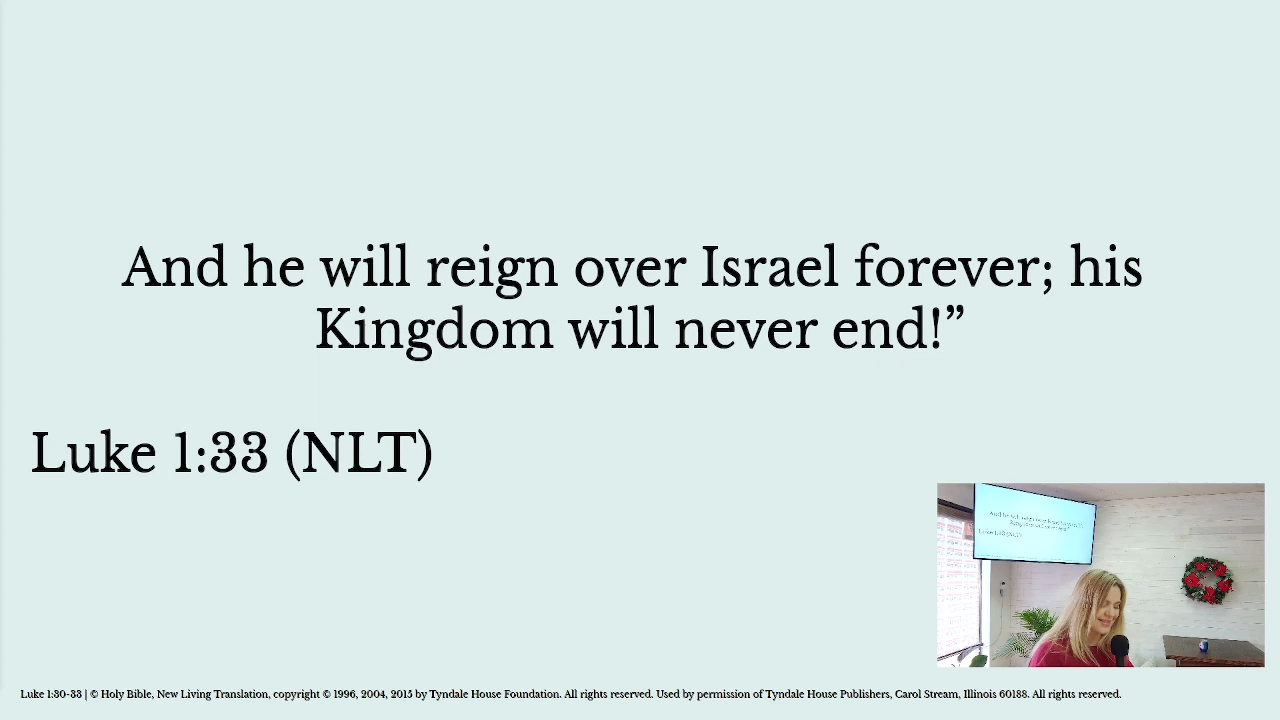 And he will reign over Israel forever; his
Kingdom will never end!”
Luke 1:33 (NLT)
Luke 1:30-33 | © Holy Bible, New Living Translation, copyright © 1996, 2004, 2015 by Tyndale House Foundation. All rights reserved. Used by permission of Tyndale House Publishers, Carol Stream, Illinois 60188. All rights reserved.